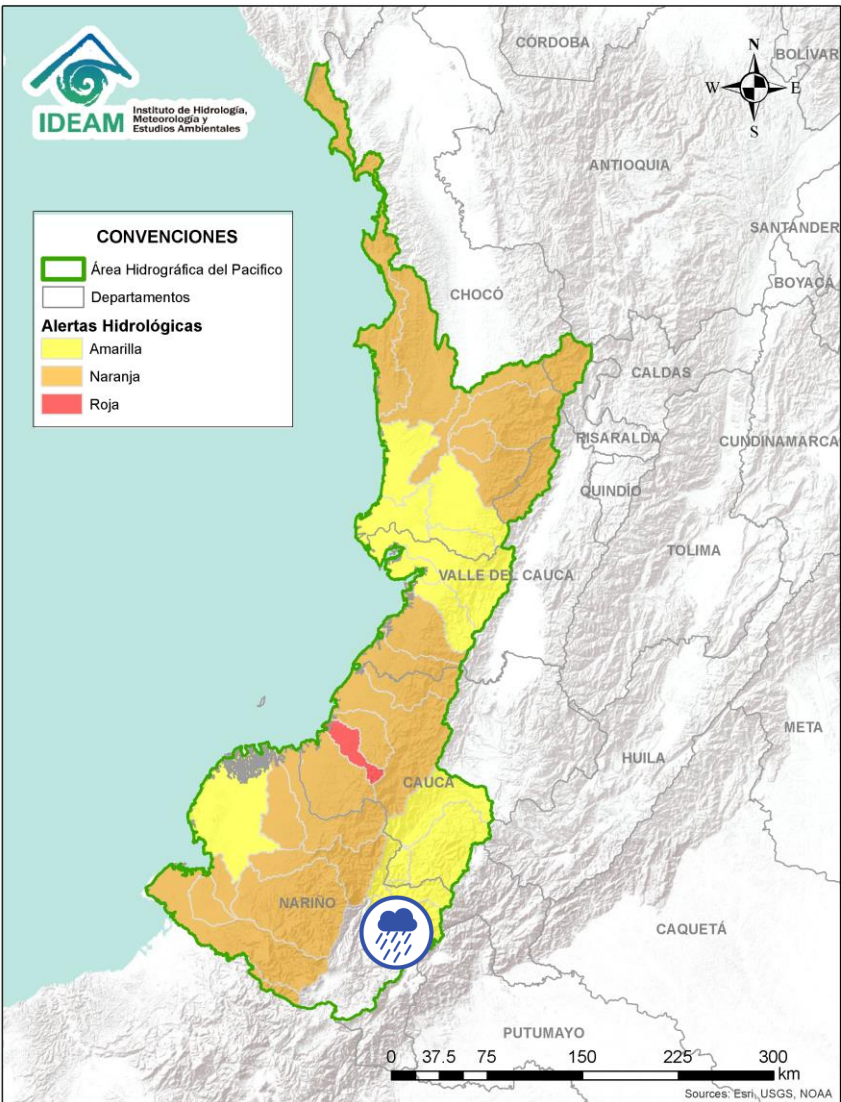 IDEAM
Instituto de Hidrología,
Meteorología y
Estudios Ambientales
N
W E
S
CONVENCIONES
Área Hidrográfica del Pacifico
Departamentos
Alertas Hidrológicas
Amarilla
Naranja
Roja
CÓRDOBA
BOLÍVAR
ANTIOQUIA
SANTANDER
BOYACÁ
CHOCÓ
CALDAS
RISARALDA
CUNDINAMARCA
QUINDÍO
TOLIMA
VALLE DEL CAUCA
META
HUILA
CAUCA
NARIÑO
CAQUETÁ
PUTUMAYO
0 37.5 75 150 225 300
km
Sources: Esri, USGS, NOAA